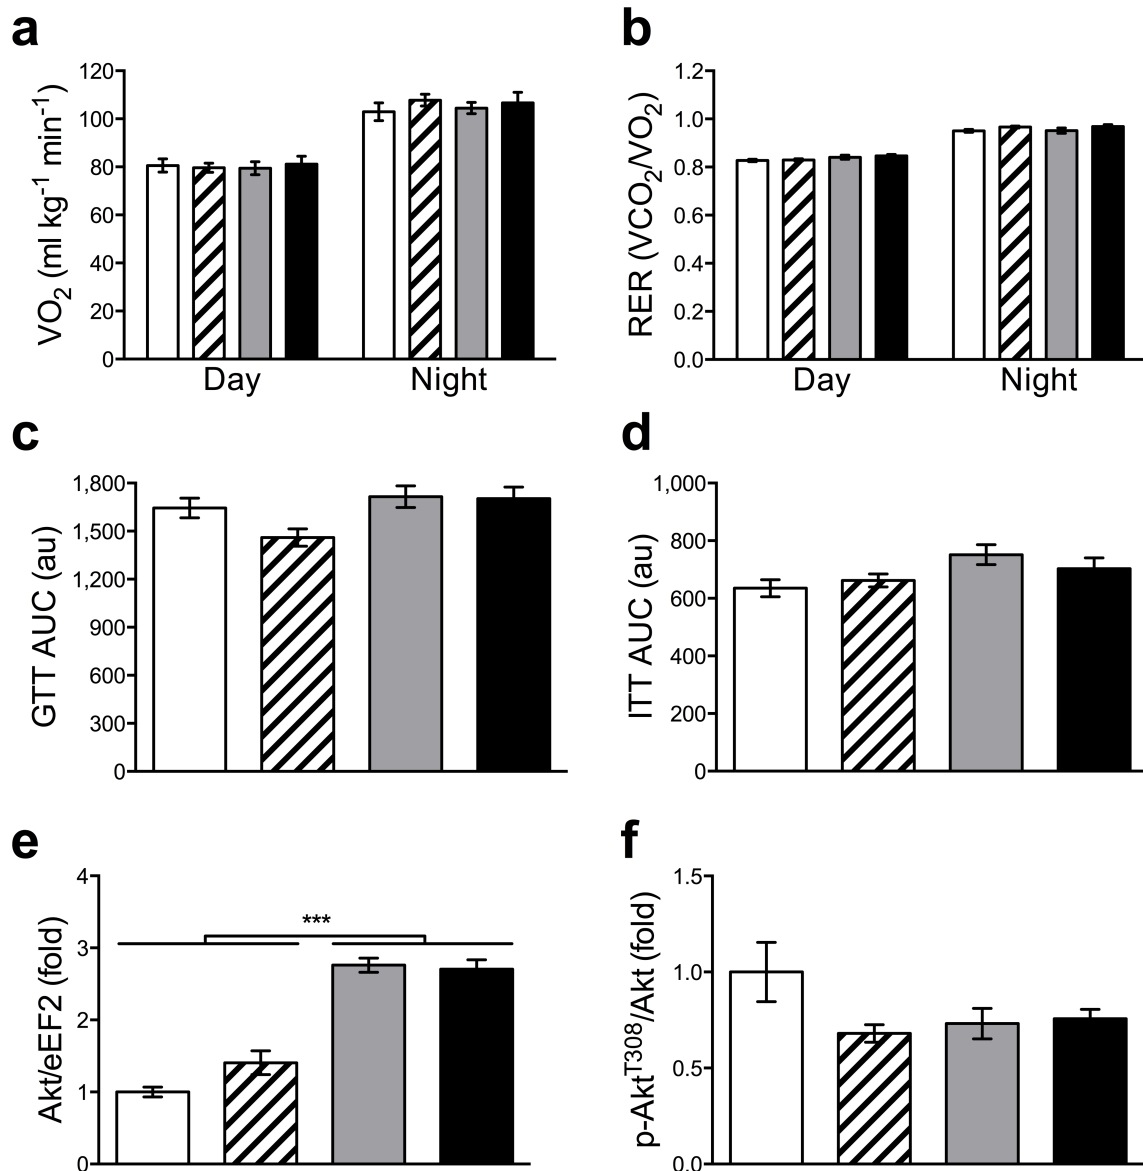 a
VO2 (ml kg-1 min-1)
120
100
80
60
40
20
0
Day
Night
b
RER (VCO2/VO2)
1.2
1.0
0.8
0.6
0.4
0.2
0.0
Day
Night
c
GTT AUC (au)
1,800
1,500
1,200
900
600
300
0
d
ITT AUC (au)
1,000
800
600
400
200
0
e
Akt/eEF2 (fold)
4
3
2
1
0
***
f
p-AktT308/Akt (fold)
1.5
1.0
0.5
0.0